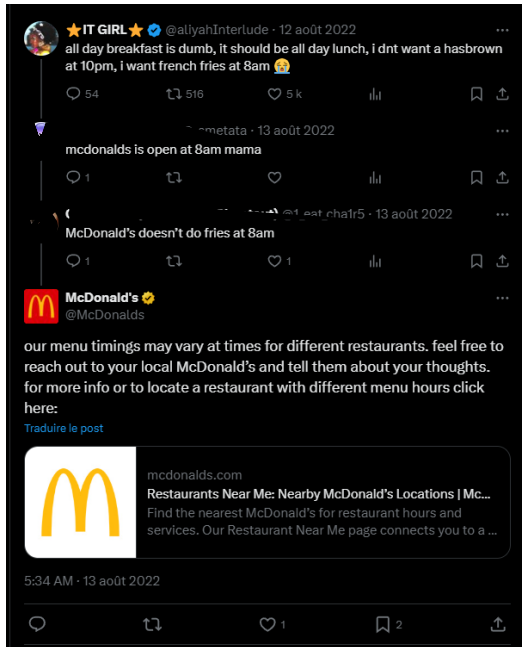 IT GIRL @aliyahInterlude · 12 août 2022
all day breakfast is dumb, it should be all day lunch, i dnt want a hasbrown
at 10pm, i want french fries at 8am 😭
54 516 5 k
13 août 2022
mcdonalds is open at 8am mama
1
13 août 2022
McDonald's doesn't do fries at 8am
1 1
McDonald's
@McDonalds
our menu timings may vary at times for different restaurants. feel free to
reach out to your local McDonald's and tell them about your thoughts.
for more info or to locate a restaurant with different menu hours click
here:
Traduire le post
mcdonalds.com
Restaurants Near Me: Nearby McDonald's Locations | Mc...
Find the nearest McDonald's for restaurant hours and
services. Our Restaurant Near Me page connects you to a ...
5:34 AM · 13 août 2022
1 2